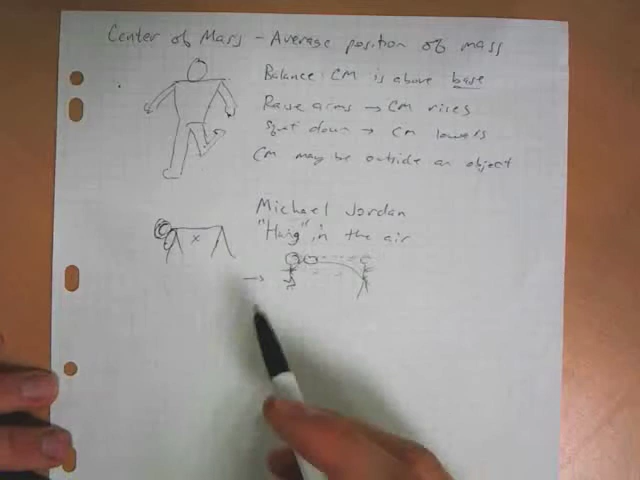 Center of Mass - Average position of mass
Balance: CM is above base
Raise arms → CM rises
Squat down → CM lowers
CM may be outside an object
Michael Jordan
"Hang" in the air